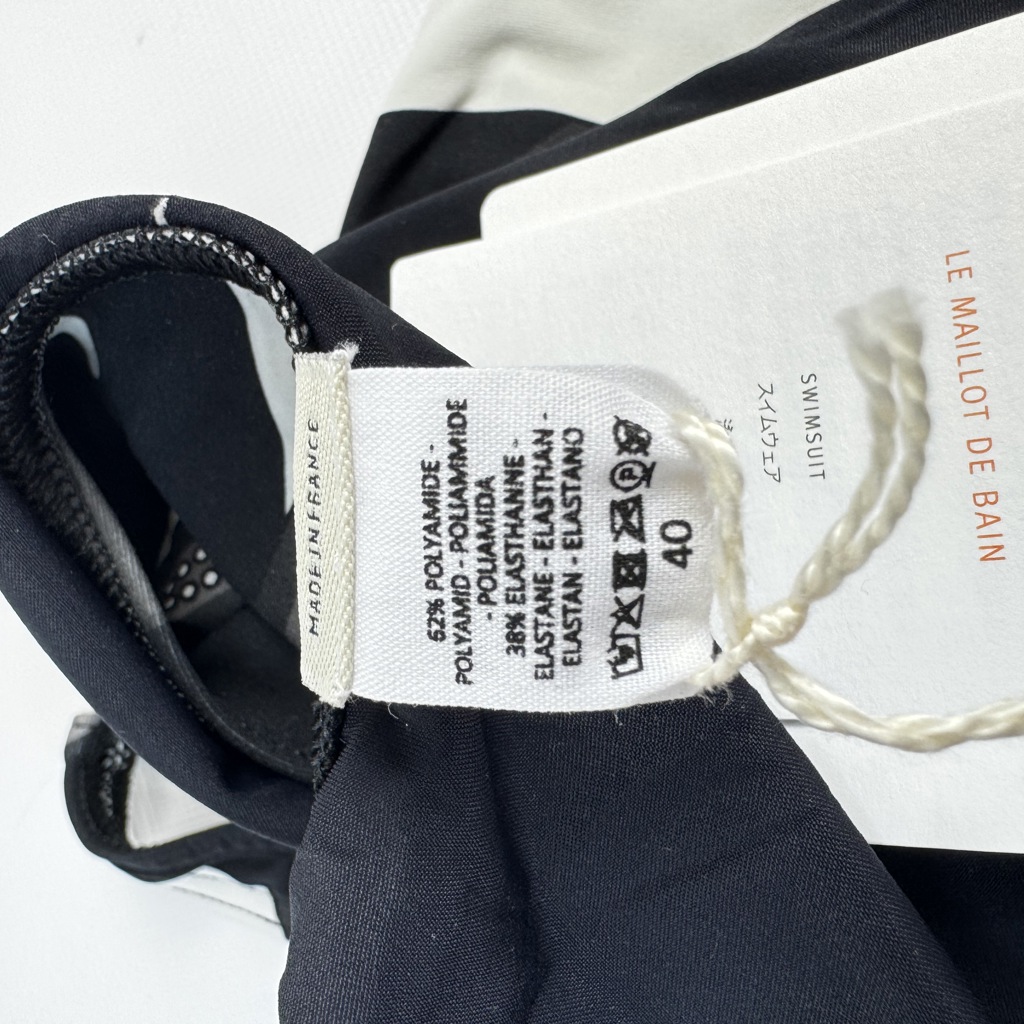 MADE IN FRANCE
62% POLYAMIDE -
POLYAMID - POLIAMMIDE
- POLIAMIDA
38% ELASTHANNE -
ELASTANE - ELASTHAN -
ELASTAN - ELASTANO
P
40
LE MAILLOT DE BAIN
SWIMSUIT
スイムウェア